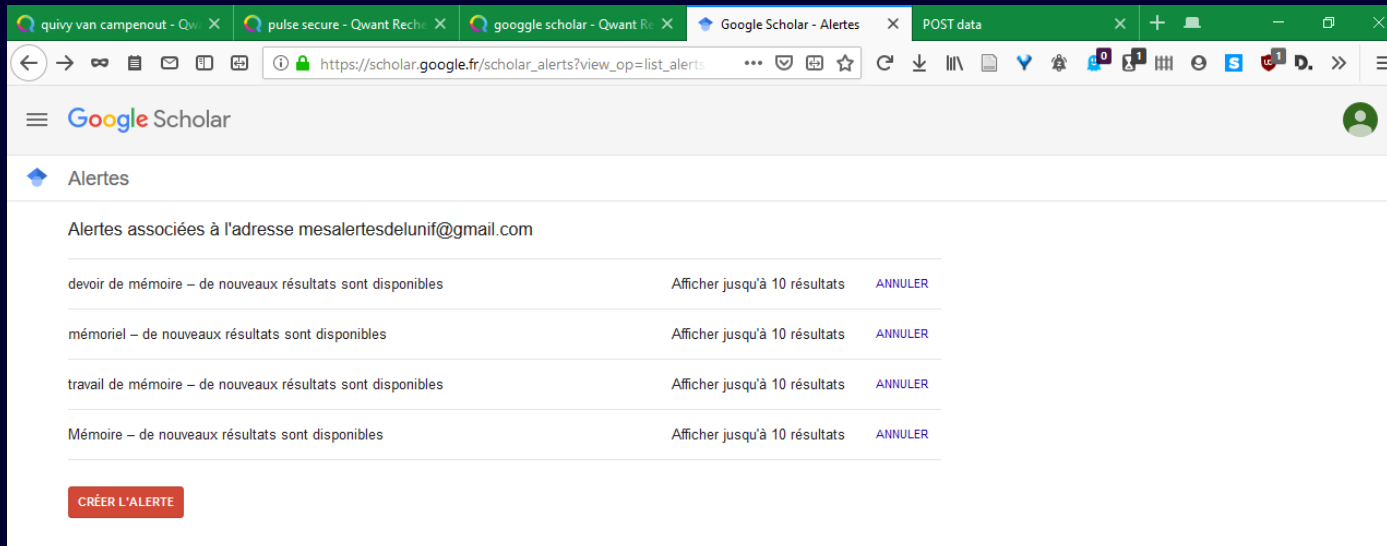 quivy van campenout - Qw
pulse secure - Qwant Reche
googgle scholar - Qwant Re
Google Scholar - Alertes
POST data
https://scholar.google.fr/scholar_alerts?view_op=list_alerts
0
1
S
1
D.
Google Scholar
Alertes
Alertes associées à l'adresse mesalertesdelunif@gmail.com
devoir de mémoire – de nouveaux résultats sont disponibles Afficher jusqu'à 10 résultats ANNULER
mémoriel – de nouveaux résultats sont disponibles Afficher jusqu'à 10 résultats ANNULER
travail de mémoire – de nouveaux résultats sont disponibles Afficher jusqu'à 10 résultats ANNULER
Mémoire – de nouveaux résultats sont disponibles Afficher jusqu'à 10 résultats ANNULER
CRÉER L'ALERTE